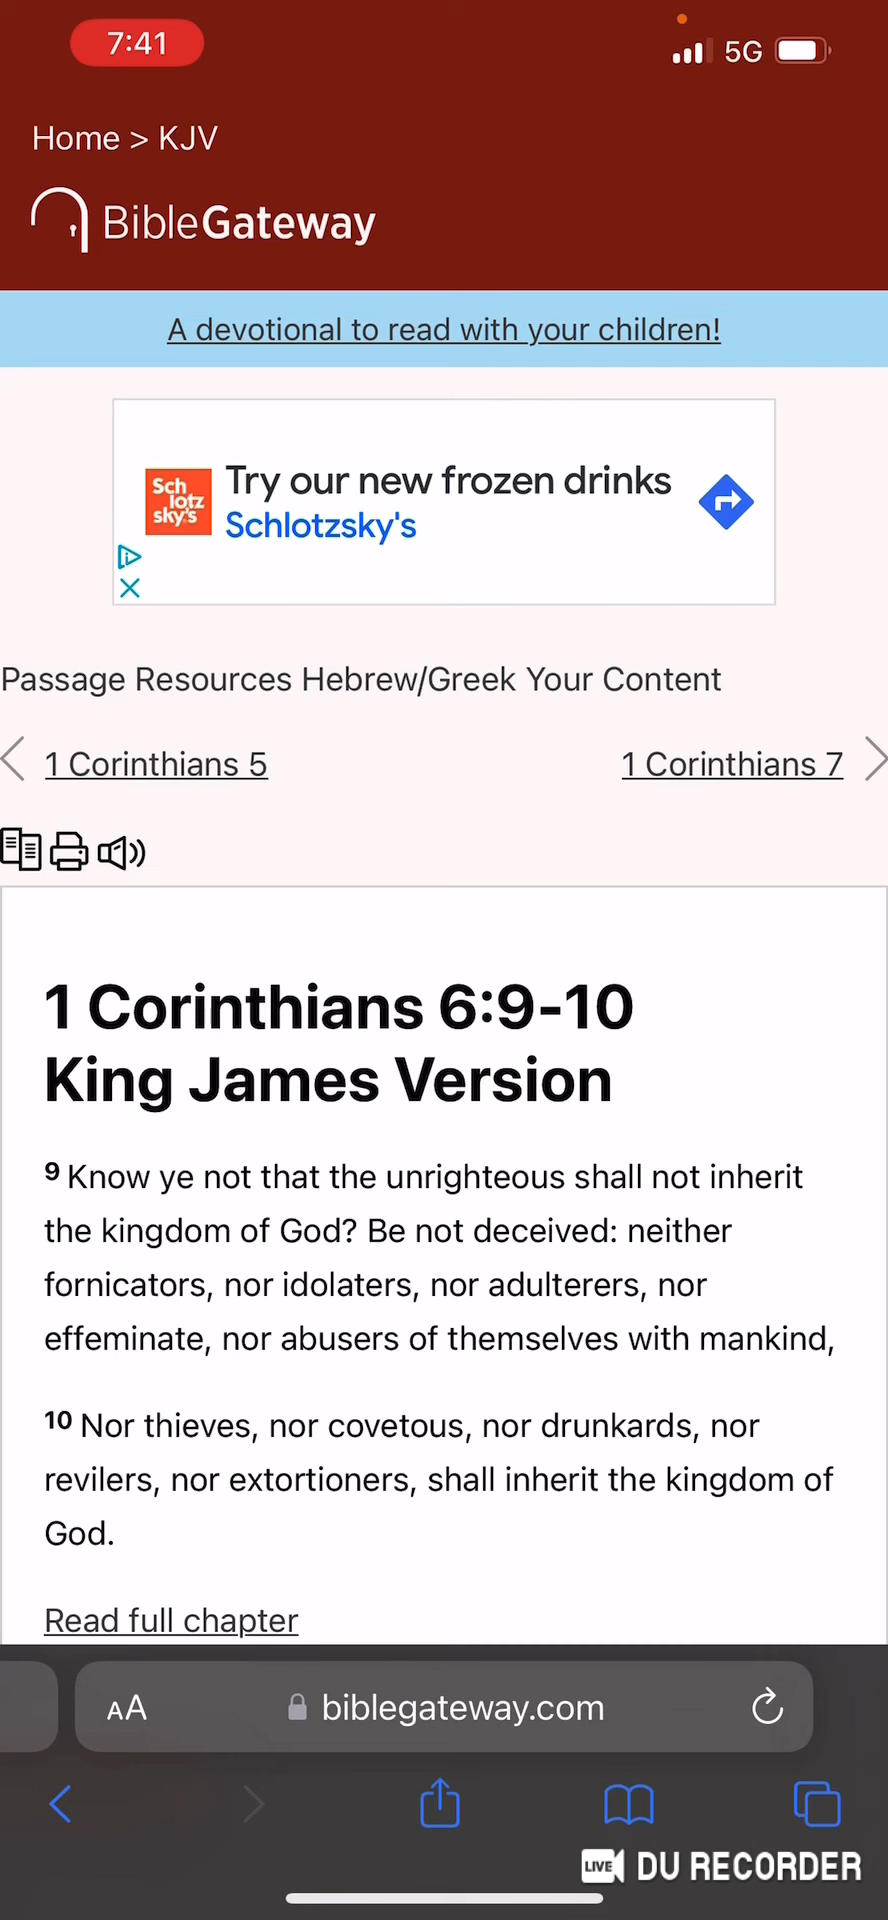 7:41
5G
Home > KJV
BibleGateway
A devotional to read with your children!
Sch
lotz
sky's
Try our new frozen drinks
Schlotzsky's
Passage Resources Hebrew/Greek Your Content
1 Corinthians 5
1 Corinthians 7
1 Corinthians 6:9-10
King James Version
9 Know ye not that the unrighteous shall not inherit
the kingdom of God? Be not deceived: neither
fornicators, nor idolaters, nor adulterers, nor
effeminate, nor abusers of themselves with mankind,
10 Nor thieves, nor covetous, nor drunkards, nor
revilers, nor extortioners, shall inherit the kingdom of
God.
Read full chapter
AA
biblegateway.com
LIVE DU RECORDER